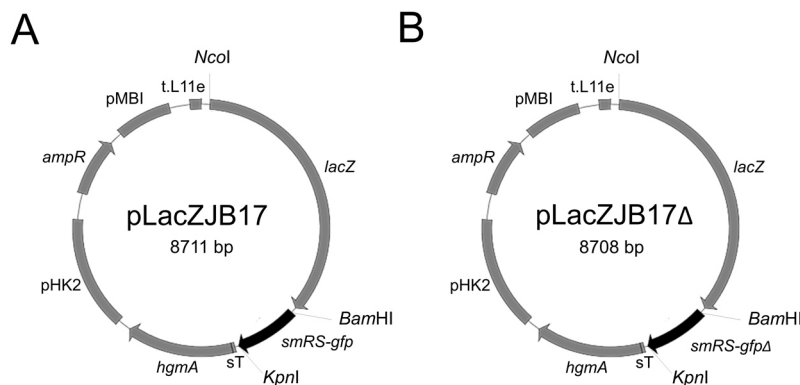 A
NcoI
t.L11e
pMBI
ampR
lacZ
pLacZJB17
8711 bp
pHK2
BamHI
smRS-gfp
hgmA
sT
KpnI
B
NcoI
t.L11e
pMBI
ampR
lacZ
pLacZJB17Δ
8708 bp
pHK2
BamHI
smRS-gfpΔ
hgmA
sT
KpnI